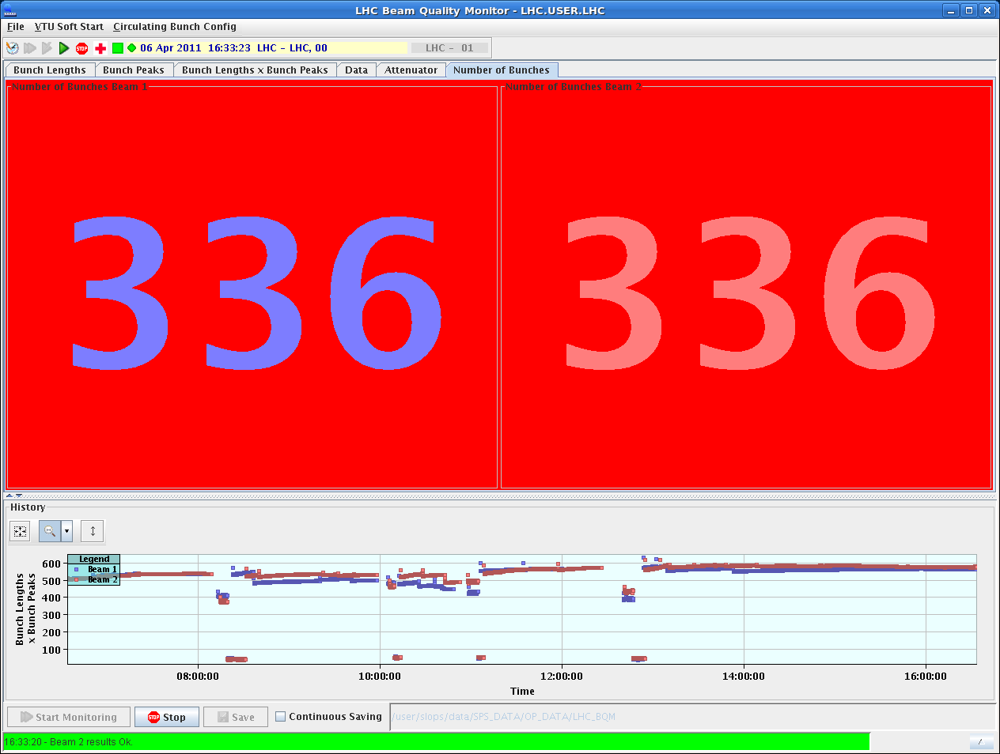 LHC Beam Quality Monitor - LHC.USER.LHC
File VTU Soft Start Circulating Bunch Config
STOP 06 Apr 2011 16:33:23 LHC - LHC, 00 LHC - 01
Bunch Lengths Bunch Peaks Bunch Lengths x Bunch Peaks Data Attenuator Number of Bunches
Number of Bunches Beam 1 Number of Bunches Beam 2
336 336
History
Legend
Beam 1
Beam 2
Bunch Lengths
x Bunch Peaks
600
500
400
300
200
100
08:00:00 10:00:00 12:00:00 14:00:00 16:00:00
Time
Start Monitoring STOP Stop Save Continuous Saving /user/slops/data/SPS_DATA/OP_DATA/LHC_BQM
16:33:20 - Beam 2 results Ok.